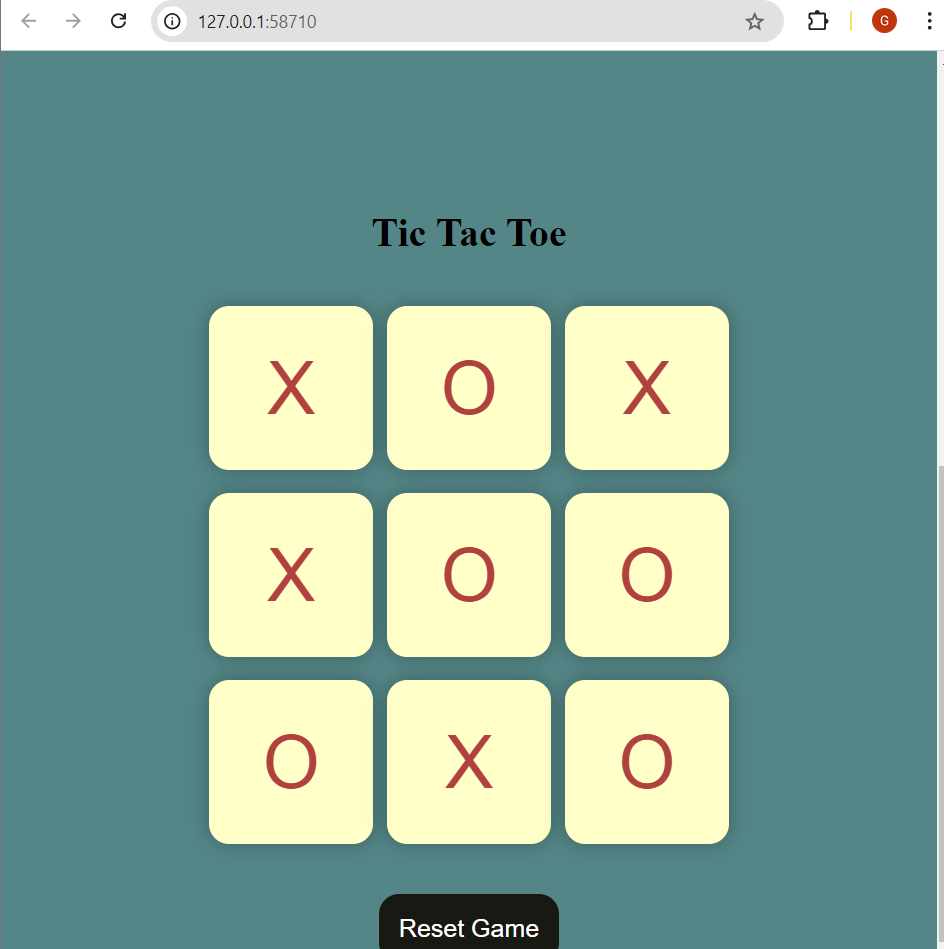 127.0.0.1:58710
G
Tic Tac Toe
X O X
X O O
O X O
Reset Game